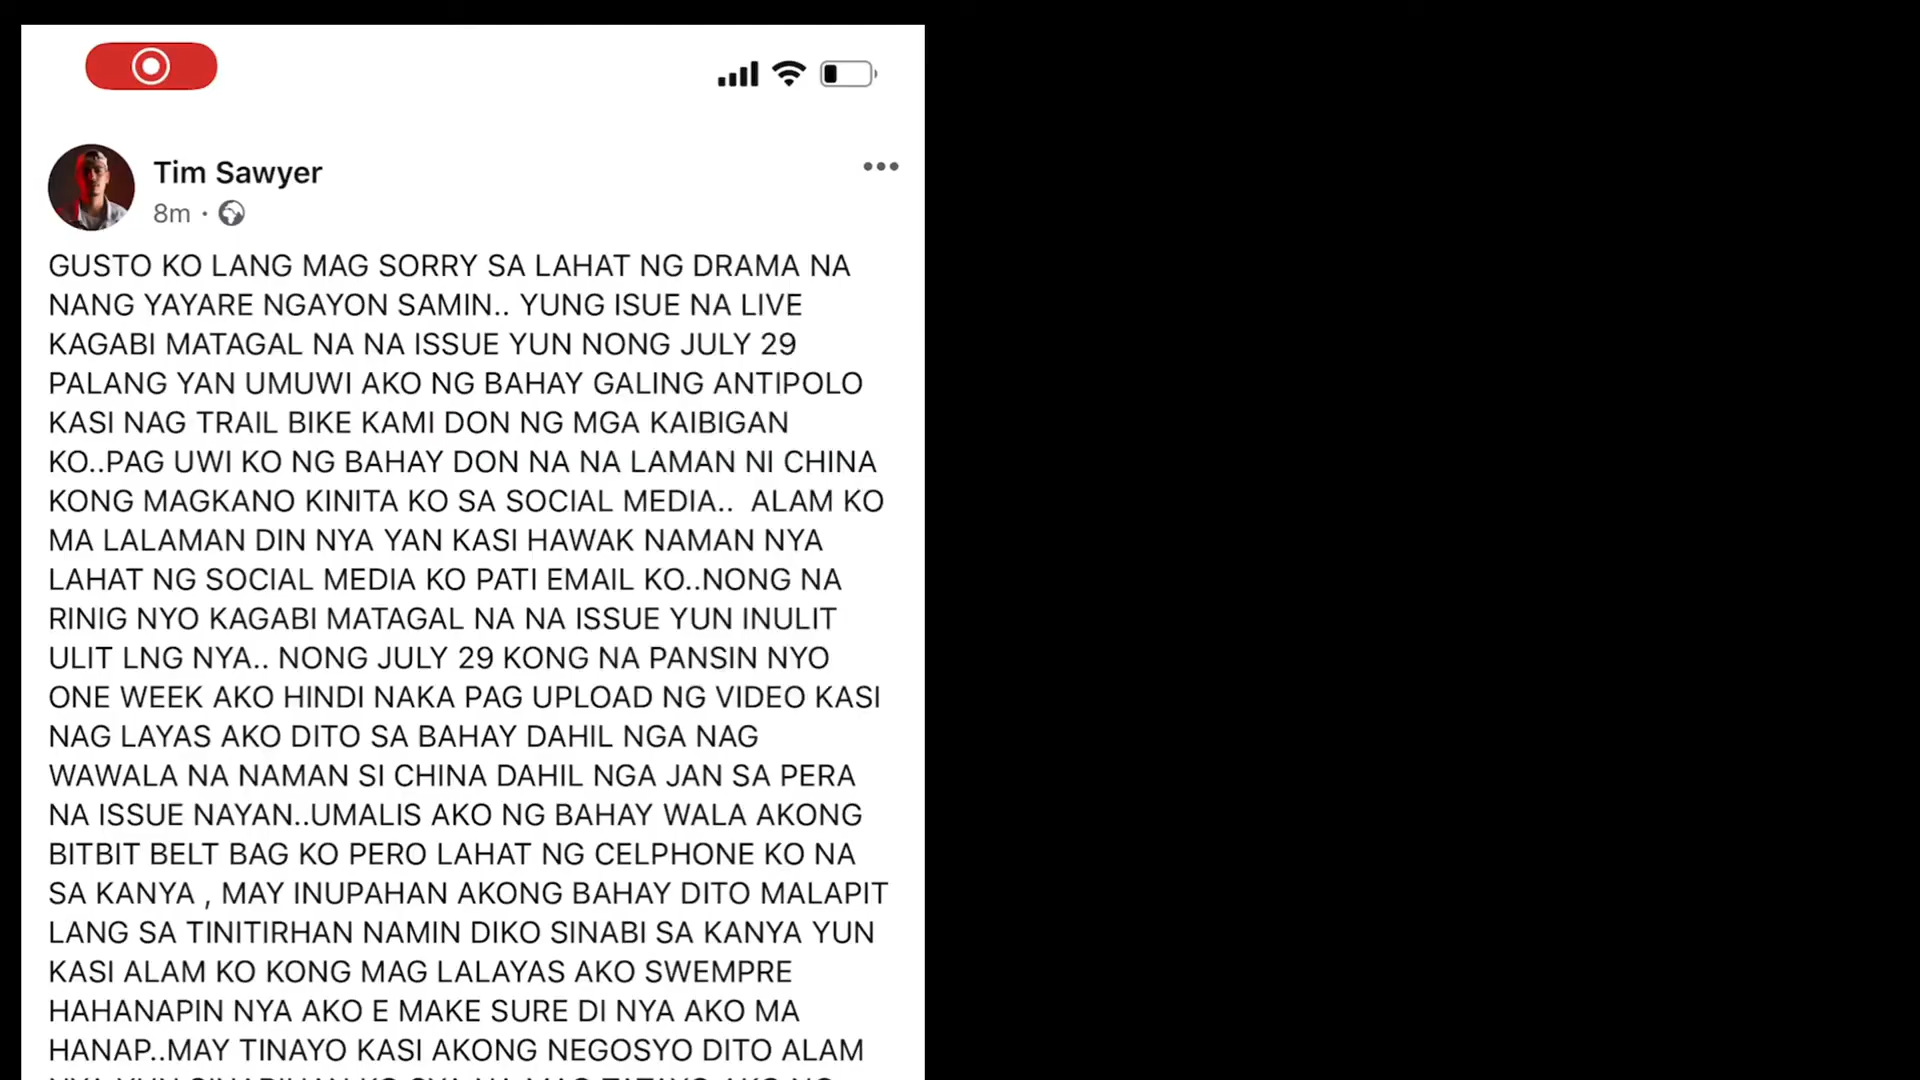 Tim Sawyer
8m ·
GUSTO KO LANG MAG SORRY SA LAHAT NG DRAMA NA
NANG YAYARE NGAYON SAMIN.. YUNG ISUE NA LIVE
KAGABI MATAGAL NA NA ISSUE YUN NONG JULY 29
PALANG YAN UMUWI AKO NG BAHAY GALING ANTIPOLO
KASI NAG TRAIL BIKE KAMI DON NG MGA KAIBIGAN
KO..PAG UWI KO NG BAHAY DON NA NA LAMAN NI CHINA
KONG MAGKANO KINITA KO SA SOCIAL MEDIA..  ALAM KO
MA LALAMAN DIN NYA YAN KASI HAWAK NAMAN NYA
LAHAT NG SOCIAL MEDIA KO PATI EMAIL KO..NONG NA
RINIG NYO KAGABI MATAGAL NA NA ISSUE YUN INULIT
ULIT LNG NYA.. NONG JULY 29 KONG NA PANSIN NYO
ONE WEEK AKO HINDI NAKA PAG UPLOAD NG VIDEO KASI
NAG LAYAS AKO DITO SA BAHAY DAHIL NGA NAG
WAWALA NA NAMAN SI CHINA DAHIL NGA JAN SA PERA
NA ISSUE NAYAN..UMALIS AKO NG BAHAY WALA AKONG
BITBIT BELT BAG KO PERO LAHAT NG CELPHONE KO NA
SA KANYA , MAY INUPAHAN AKONG BAHAY DITO MALAPIT
LANG SA TINITIRHAN NAMIN DIKO SINABI SA KANYA YUN
KASI ALAM KO KONG MAG LALAYAS AKO SWEMPRE
HAHANAPIN NYA AKO E MAKE SURE DI NYA AKO MA
HANAP..MAY TINAYO KASI AKONG NEGOSYO DITO ALAM